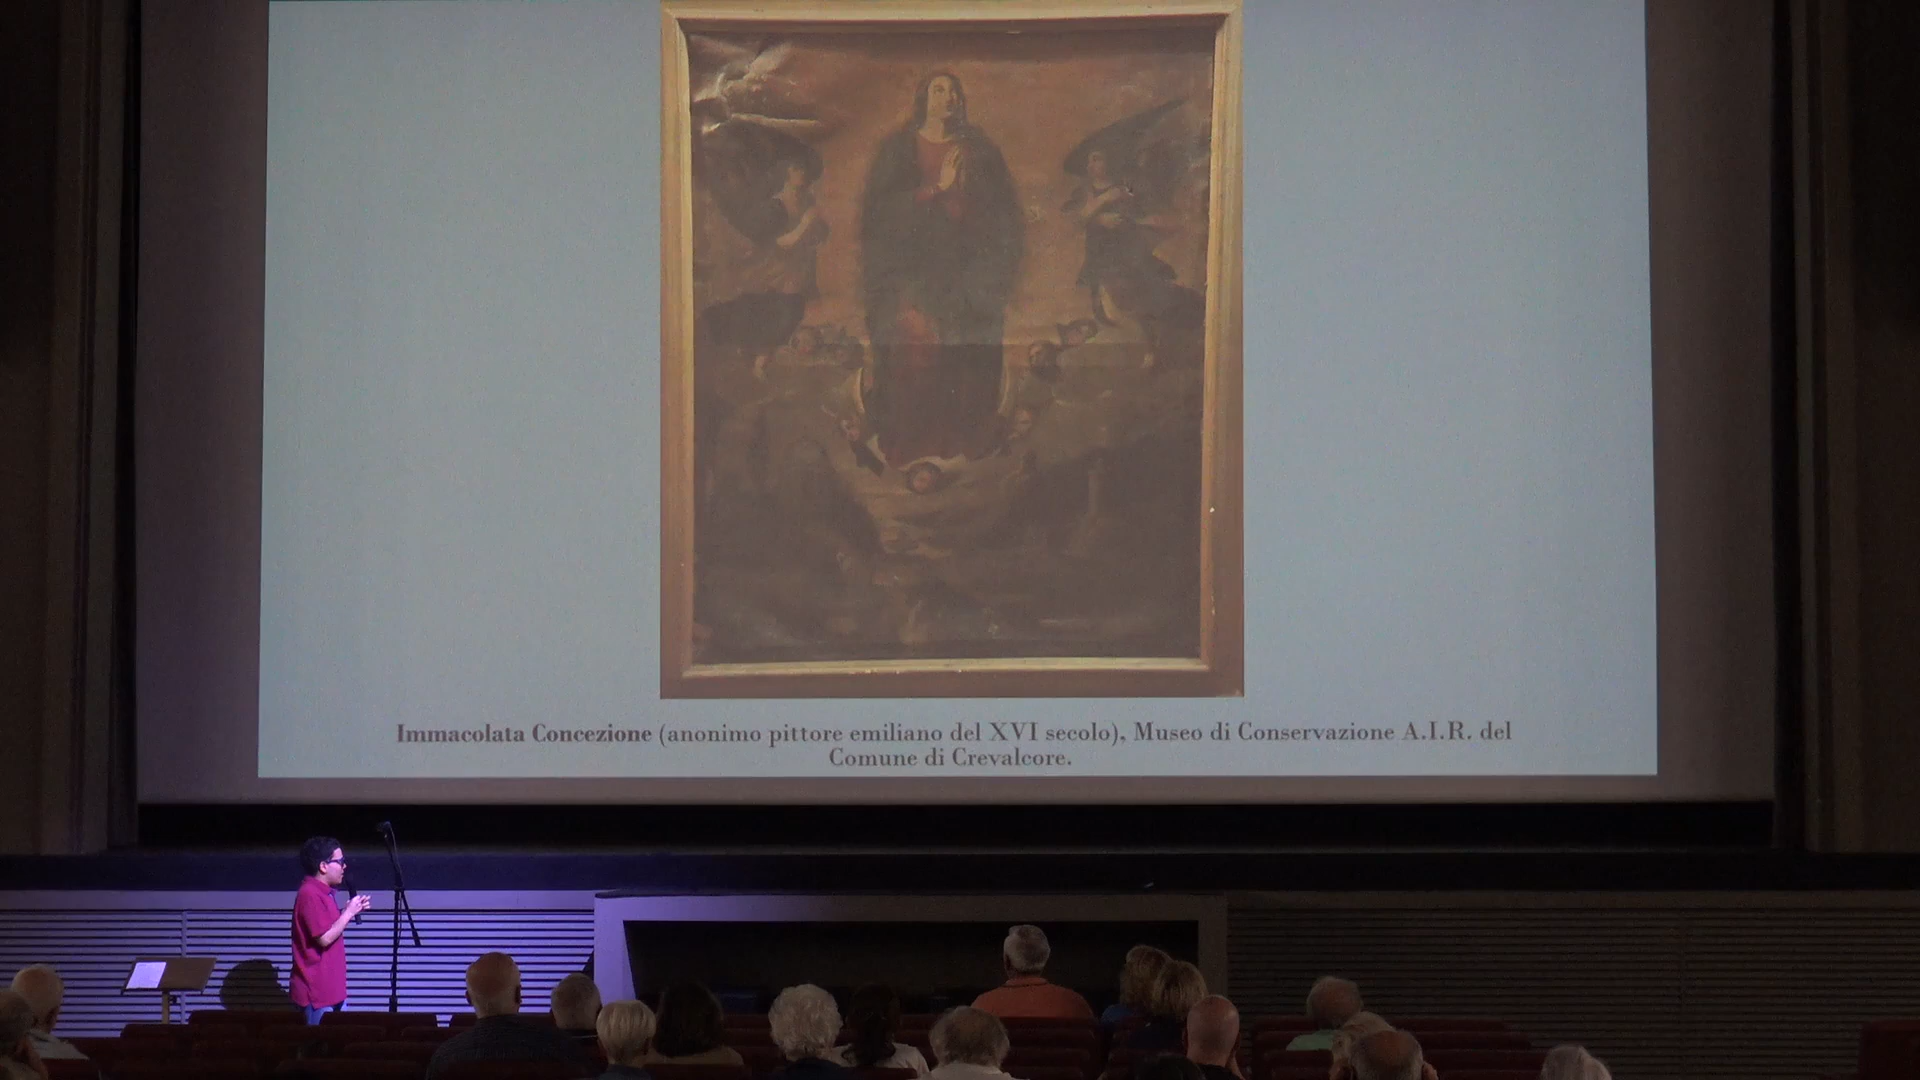 Immacolata Concezione (anonimo pittore emiliano del XVI secolo), Museo di Conservazione A.I.R. del
Comune di Crevalcore.